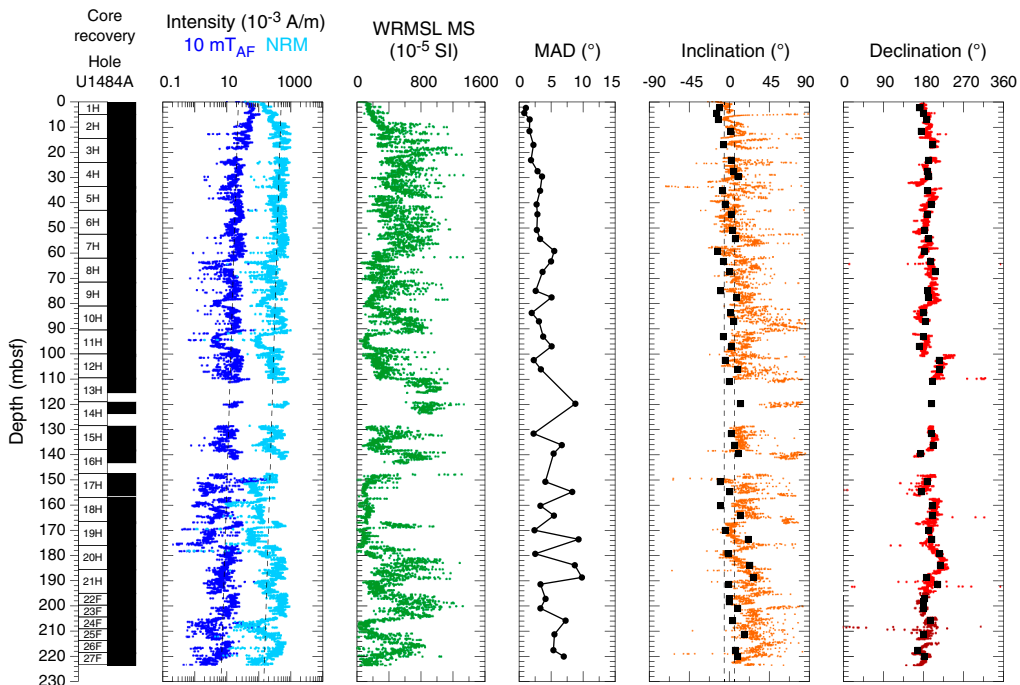 Core
recovery
Hole
U1484A
Intensity (10-3 A/m)
10 mTAF NRM
WRMSL MS
(10-5 SI)
MAD (°)
Inclination (°)
Declination (°)
0.1 10 1000
0 800 1600
0 5 10 15
-90 -45 0 45 90
0 90 180 270 360
Depth (mbsf)
0
10
20
30
40
50
60
70
80
90
100
110
120
130
140
150
160
170
180
190
200
210
220
230
1H
2H
3H
4H
5H
6H
7H
8H
9H
10H
11H
12H
13H
14H
15H
16H
17H
18H
19H
20H
21H
22F
23F
24F
25F
26F
27F